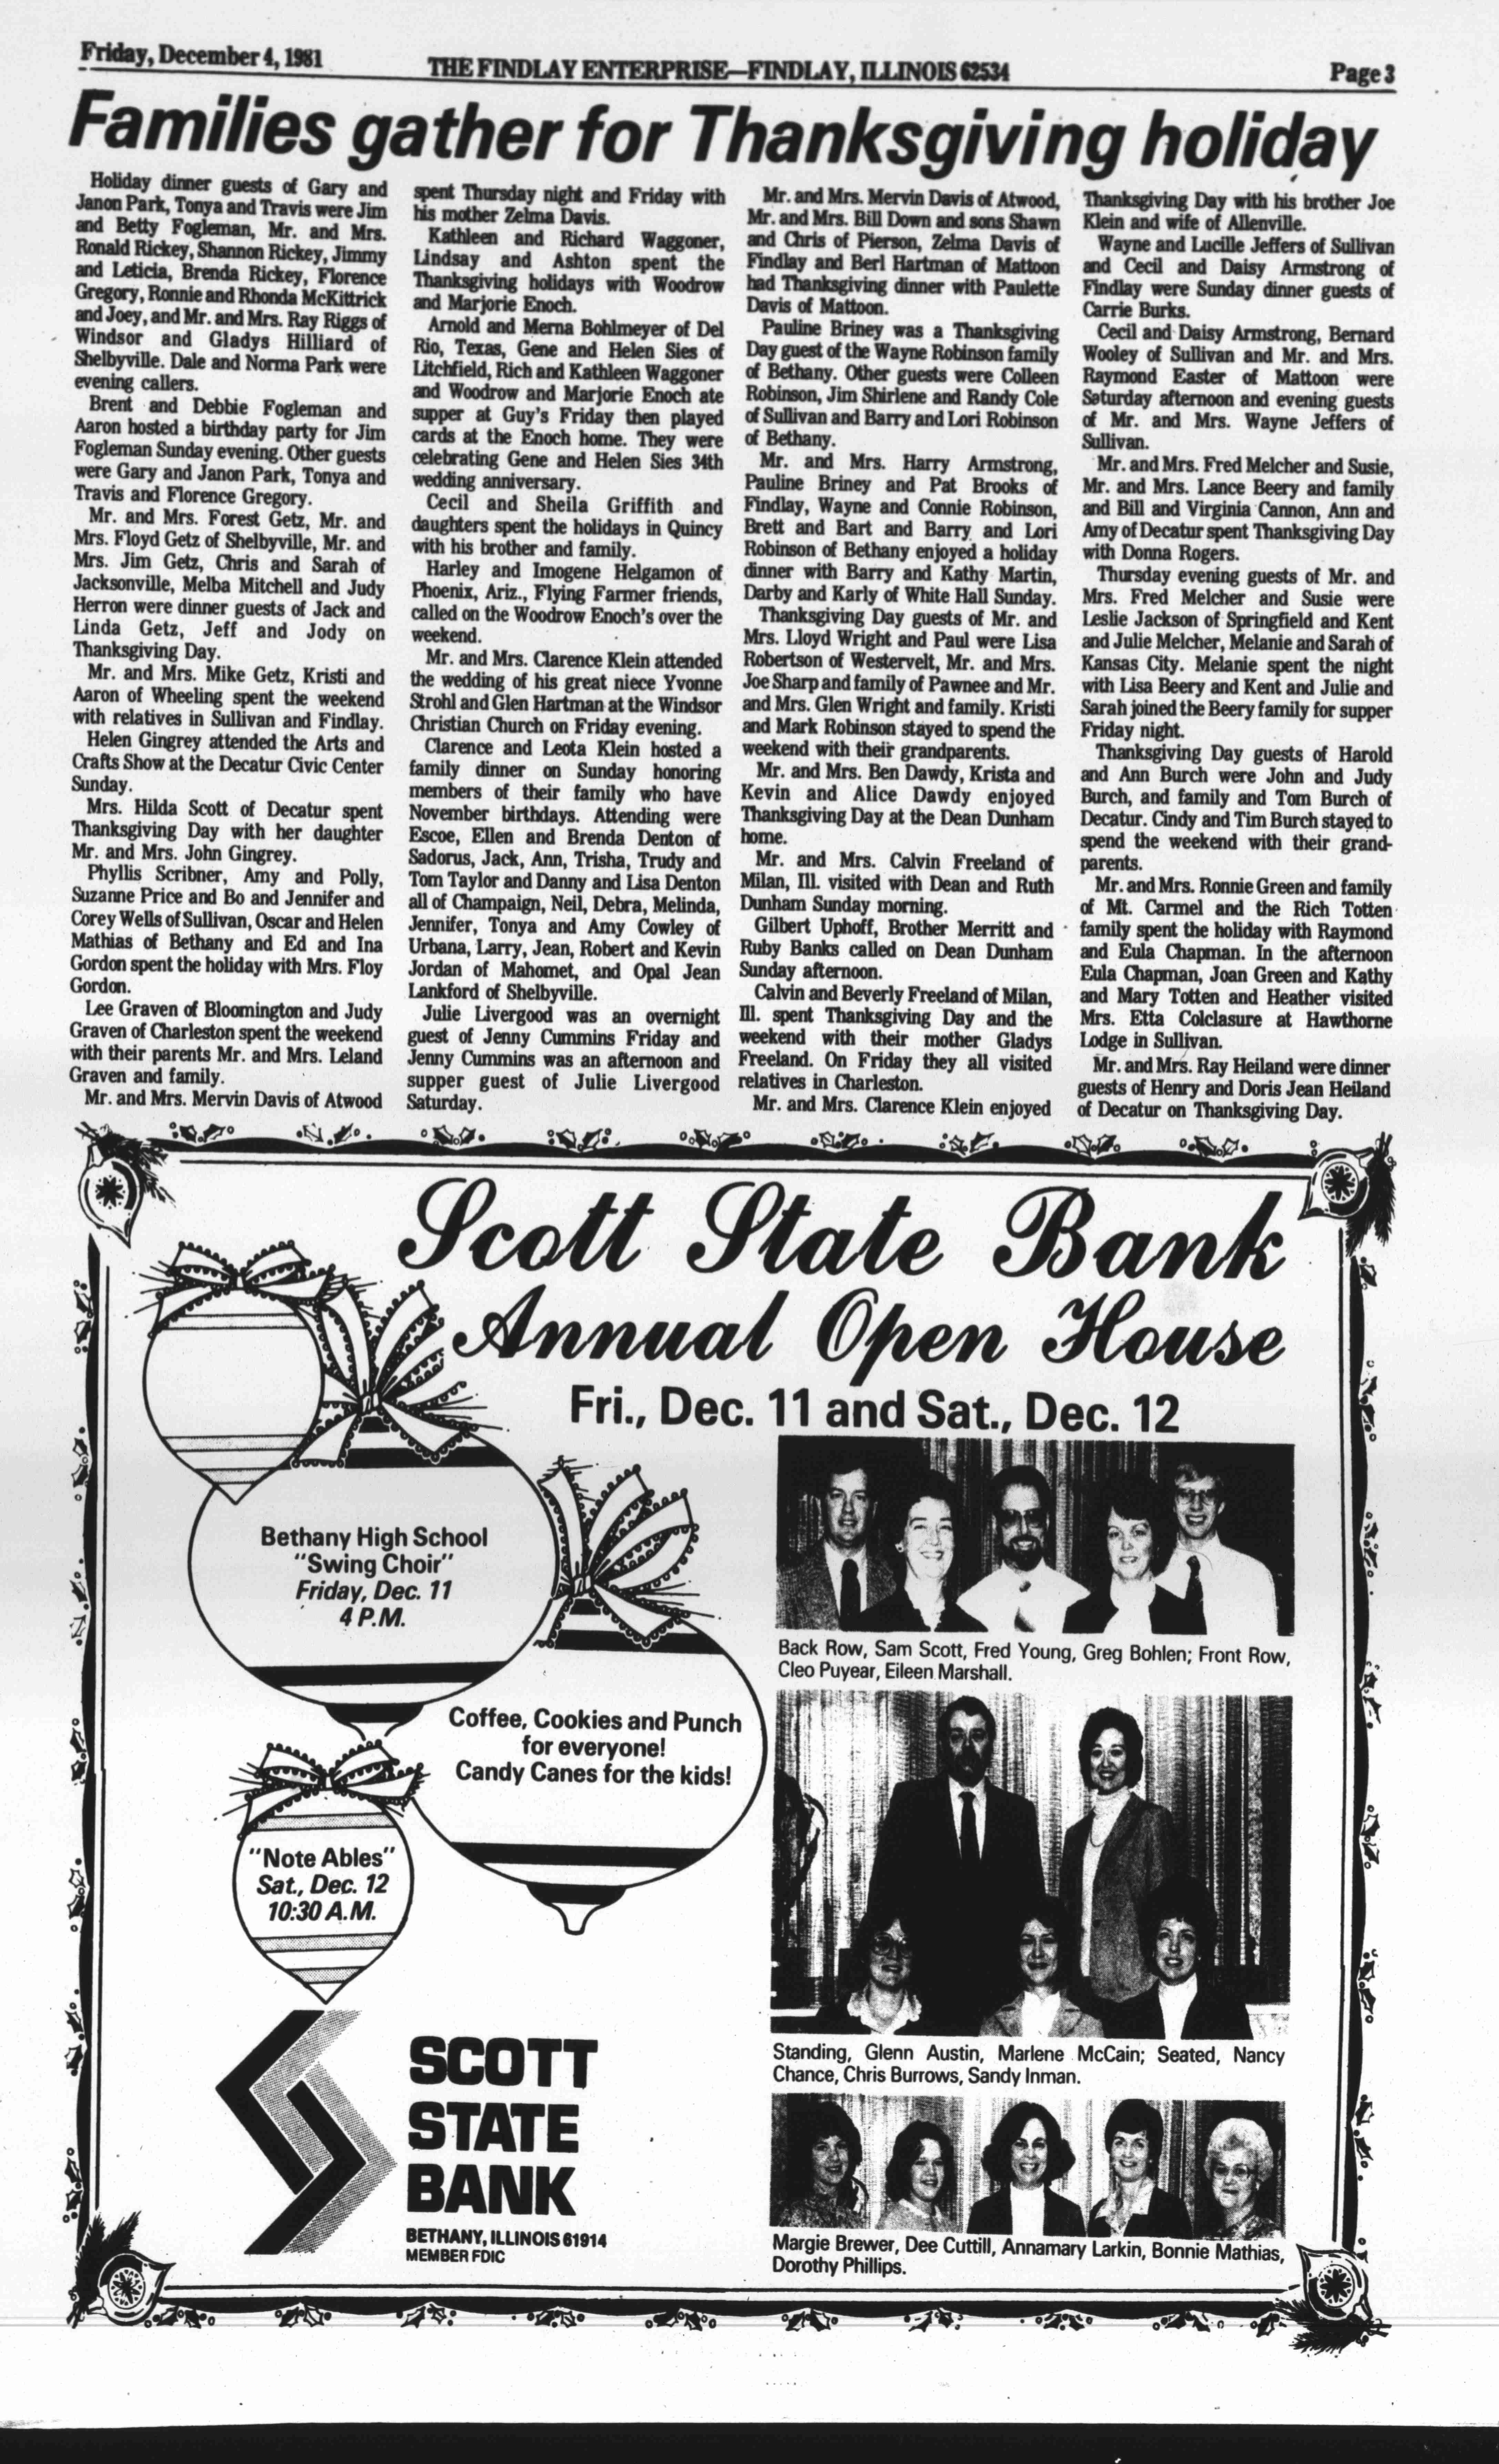 Friday, December 4, 1981
THE FINDLAY ENTERPRISE—FINDLAY, ILLINOIS 62534
Page 3
Families gather for Thanksgiving holiday
Holiday dinner guests of Gary and
Janon Park, Tonya and Travis were Jim
and Betty Fogleman, Mr. and Mrs.
Ronald Rickey, Shannon Rickey, Jimmy
and Leticia, Brenda Rickey, Florence
Gregory, Ronnie and Rhonda McKittrick
and Joey, and Mr. and Mrs. Ray Riggs of
Windsor and Gladys Hilliard of
Shelbyville. Dale and Norma Park were
evening callers.
Brent and Debbie Fogleman and
Aaron hosted a birthday party for Jim
Fogleman Sunday evening. Other guests
were Gary and Janon Park, Tonya and
Travis and Florence Gregory.
Mr. and Mrs. Forest Getz, Mr. and
Mrs. Floyd Getz of Shelbyville, Mr. and
Mrs. Jim Getz, Chris and Sarah of
Jacksonville, Melba Mitchell and Judy
Herron were dinner guests of Jack and
Linda Getz, Jeff and Jody on
Thanksgiving Day.
Mr. and Mrs. Mike Getz, Kristi and
Aaron of Wheeling spent the weekend
with relatives in Sullivan and Findlay.
Helen Gingrey attended the Arts and
Crafts Show at the Decatur Civic Center
Sunday.
Mrs. Hilda Scott of Decatur spent
Thanksgiving Day with her daughter
Mr. and Mrs. John Gingrey.
Phyllis Scribner, Amy and Polly,
Suzanne Price and Bo and Jennifer and
Corey Wells of Sullivan, Oscar and Helen
Mathias of Bethany and Ed and Ina
Gordon spent the holiday with Mrs. Floy
Gordon.
Lee Graven of Bloomington and Judy
Graven of Charleston spent the weekend
with their parents Mr. and Mrs. Leland
Graven and family.
Mr. and Mrs. Mervin Davis of Atwood
spent Thursday night and Friday with
his mother Zelma Davis.
Kathleen and Richard Waggoner,
Lindsay and Ashton spent the
Thanksgiving holidays with Woodrow
and Marjorie Enoch.
Arnold and Merna Bohlmeyer of Del
Rio, Texas, Gene and Helen Sies of
Litchfield, Rich and Kathleen Waggoner
and Woodrow and Marjorie Enoch ate
supper at Guy's Friday then played
cards at the Enoch home. They were
celebrating Gene and Helen Sies 34th
wedding anniversary.
Cecil and Sheila Griffith and
daughters spent the holidays in Quincy
with his brother and family.
Harley and Imogene Helgamon of
Phoenix, Ariz., Flying Farmer friends,
called on the Woodrow Enoch's over the
weekend.
Mr. and Mrs. Clarence Klein attended
the wedding of his great niece Yvonne
Strohl and Glen Hartman at the Windsor
Christian Church on Friday evening.
Clarence and Leota Klein hosted a
family dinner on Sunday honoring
members of their family who have
November birthdays. Attending were
Escoe, Ellen and Brenda Denton of
Sadorus, Jack, Ann, Trisha, Trudy and
Tom Taylor and Danny and Lisa Denton
all of Champaign, Neil, Debra, Melinda,
Jennifer, Tonya and Amy Cowley of
Urbana, Larry, Jean, Robert and Kevin
Jordan of Mahomet, and Opal Jean
Lankford of Shelbyville.
Julie Livergood was an overnight
guest of Jenny Cummins Friday and
Jenny Cummins was an afternoon and
supper guest of Julie Livergood
Saturday.
Mr. and Mrs. Mervin Davis of Atwood,
Mr. and Mrs. Bill Down and sons Shawn
and Chris of Pierson, Zelma Davis of
Findlay and Berl Hartman of Mattoon
had Thanksgiving dinner with Paulette
Davis of Mattoon.
Pauline Briney was a Thanksgiving
Day guest of the Wayne Robinson family
of Bethany. Other guests were Colleen
Robinson, Jim Shirlene and Randy Cole
of Sullivan and Barry and Lori Robinson
of Bethany.
Mr. and Mrs. Harry Armstrong,
Pauline Briney and Pat Brooks of
Findlay, Wayne and Connie Robinson,
Brett and Bart and Barry and Lori
Robinson of Bethany enjoyed a holiday
dinner with Barry and Kathy Martin,
Darby and Karly of White Hall Sunday.
Thanksgiving Day guests of Mr. and
Mrs. Lloyd Wright and Paul were Lisa
Robertson of Westervelt, Mr. and Mrs.
Joe Sharp and family of Pawnee and Mr.
and Mrs. Glen Wright and family. Kristi
and Mark Robinson stayed to spend the
weekend with their grandparents.
Mr. and Mrs. Ben Dawdy, Krista and
Kevin and Alice Dawdy enjoyed
Thanksgiving Day at the Dean Dunham
home.
Mr. and Mrs. Calvin Freeland of
Milan, Ill. visited with Dean and Ruth
Dunham Sunday morning.
Gilbert Uphoff, Brother Merritt and
Ruby Banks called on Dean Dunham
Sunday afternoon.
Calvin and Beverly Freeland of Milan,
Ill. spent Thanksgiving Day and the
weekend with their mother Gladys
Freeland. On Friday they all visited
relatives in Charleston.
Mr. and Mrs. Clarence Klein enjoyed
Thanksgiving Day with his brother Joe
Klein and wife of Allenville.
Wayne and Lucille Jeffers of Sullivan
and Cecil and Daisy Armstrong of
Findlay were Sunday dinner guests of
Carrie Burks.
Cecil and Daisy Armstrong, Bernard
Wooley of Sullivan and Mr. and Mrs.
Raymond Easter of Mattoon were
Saturday afternoon and evening guests
of Mr. and Mrs. Wayne Jeffers of
Sullivan.
Mr. and Mrs. Fred Melcher and Susie,
Mr. and Mrs. Lance Beery and family
and Bill and Virginia Cannon, Ann and
Amy of Decatur spent Thanksgiving Day
with Donna Rogers.
Thursday evening guests of Mr. and
Mrs. Fred Melcher and Susie were
Leslie Jackson of Springfield and Kent
and Julie Melcher, Melanie and Sarah of
Kansas City. Melanie spent the night
with Lisa Beery and Kent and Julie and
Sarah joined the Beery family for supper
Friday night.
Thanksgiving Day guests of Harold
and Ann Burch were John and Judy
Burch, and family and Tom Burch of
Decatur. Cindy and Tim Burch stayed to
spend the weekend with their grand-
parents.
Mr. and Mrs. Ronnie Green and family
of Mt. Carmel and the Rich Totten
family spent the holiday with Raymond
and Eula Chapman. In the afternoon
Eula Chapman, Joan Green and Kathy
and Mary Totten and Heather visited
Mrs. Etta Colclasure at Hawthorne
Lodge in Sullivan.
Mr. and Mrs. Ray Heiland were dinner
guests of Henry and Doris Jean Heiland
of Decatur on Thanksgiving Day.
Scott State Bank
Annual Open House
Fri., Dec. 11 and Sat., Dec. 12
Bethany High School
"Swing Choir"
Friday, Dec. 11
4 P.M.
Back Row, Sam Scott, Fred Young, Greg Bohlen; Front Row,
Cleo Puyear, Eileen Marshall.
Coffee, Cookies and Punch
for everyone!
Candy Canes for the kids!
"Note Ables"
Sat., Dec. 12
10:30 A.M.
Standing, Glenn Austin, Marlene McCain; Seated, Nancy
Chance, Chris Burrows, Sandy Inman.
SCOTT
STATE
BANK
BETHANY, ILLINOIS 61914
MEMBER FDIC
Margie Brewer, Dee Cuttill, Annamary Larkin, Bonnie Mathias,
Dorothy Phillips.